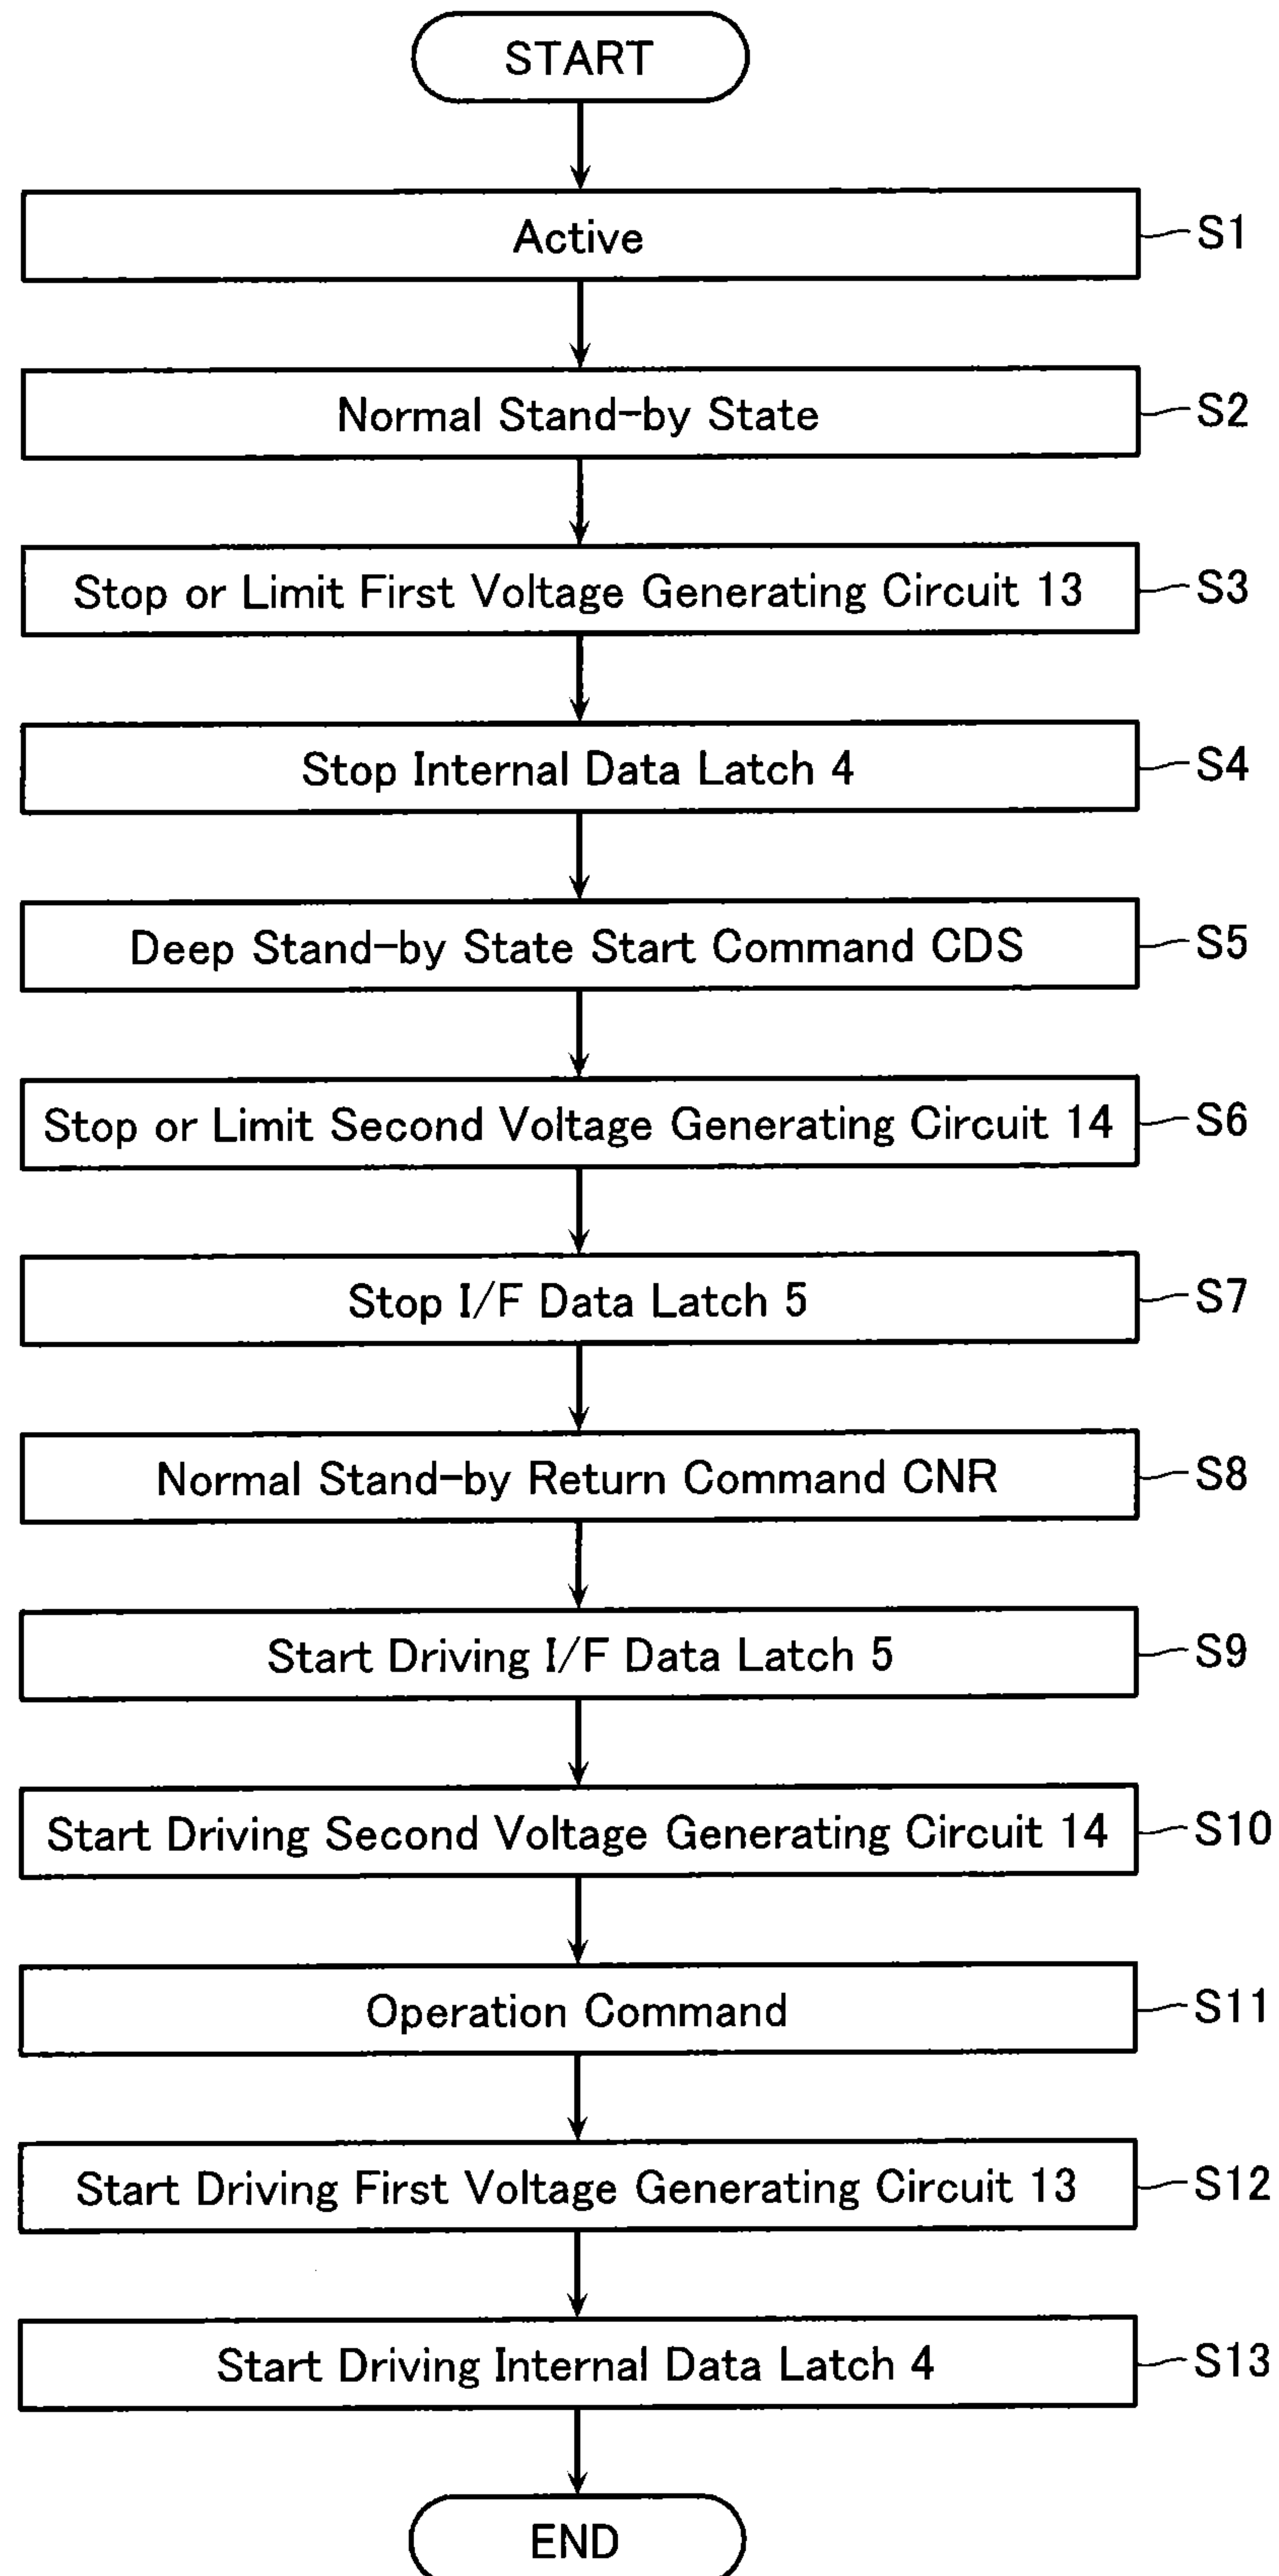 START
Active
S1
Normal Stand-by State
S2
Stop or Limit First Voltage Generating Circuit 13
S3
Stop Internal Data Latch 4
S4
Deep Stand-by State Start Command CDS
S5
Stop or Limit Second Voltage Generating Circuit 14
S6
Stop I/F Data Latch 5
S7
Normal Stand-by Return Command CNR
S8
Start Driving I/F Data Latch 5
S9
Start Driving Second Voltage Generating Circuit 14
S10
Operation Command
S11
Start Driving First Voltage Generating Circuit 13
S12
Start Driving Internal Data Latch 4
S13
END